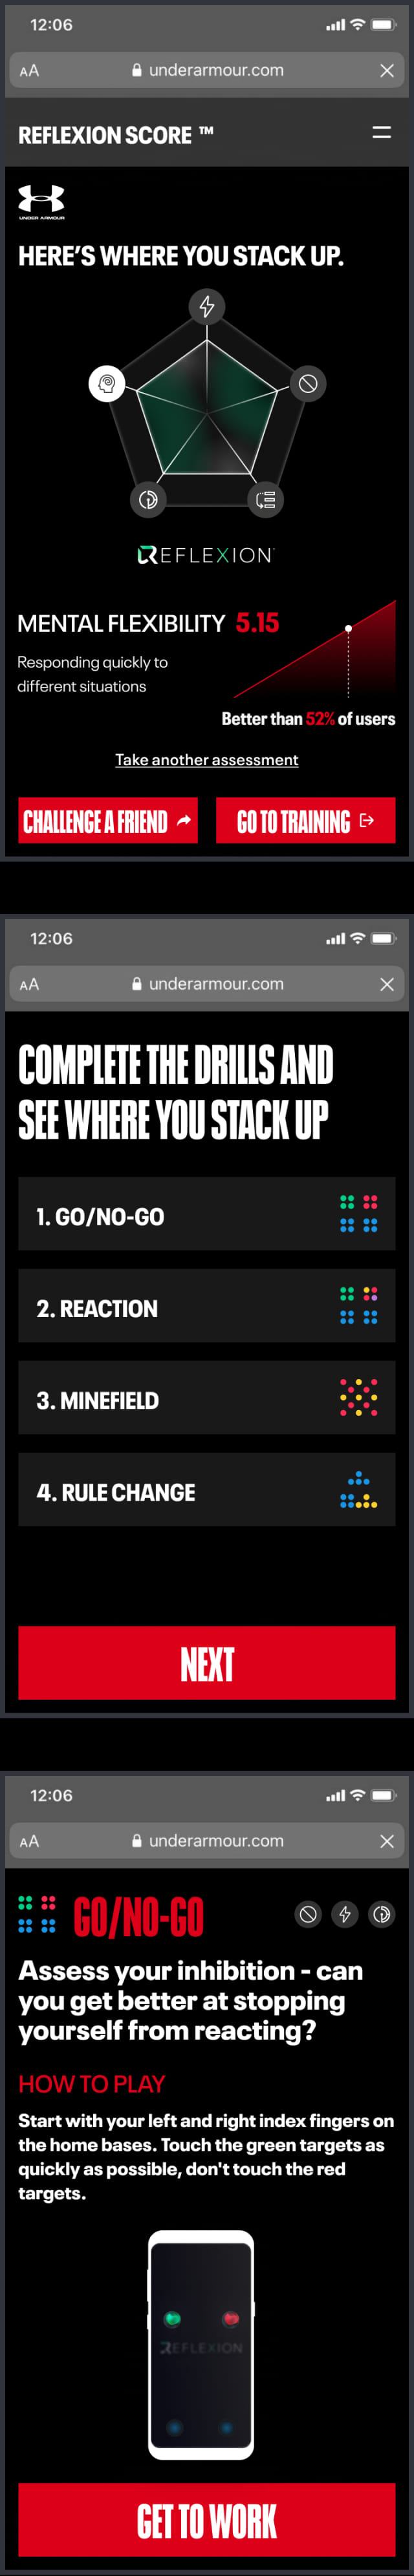 12:06
AA underarmour.com
REFLEXION SCORE ™
UNDER ARMOUR
HERE'S WHERE YOU STACK UP.
REFLEXION
MENTAL FLEXIBILITY 5.15
Responding quickly to
different situations
Better than 52% of users
Take another assessment
CHALLENGE A FRIEND
GO TO TRAINING
12:06
AA underarmour.com
COMPLETE THE DRILLS AND
SEE WHERE YOU STACK UP
1. GO/NO-GO
2. REACTION
3. MINEFIELD
4. RULE CHANGE
NEXT
12:06
AA underarmour.com
GO/NO-GO
Assess your inhibition - can
you get better at stopping
yourself from reacting?
HOW TO PLAY
Start with your left and right index fingers on
the home bases. Touch the green targets as
quickly as possible, don't touch the red
targets.
REFLEXION
GET TO WORK